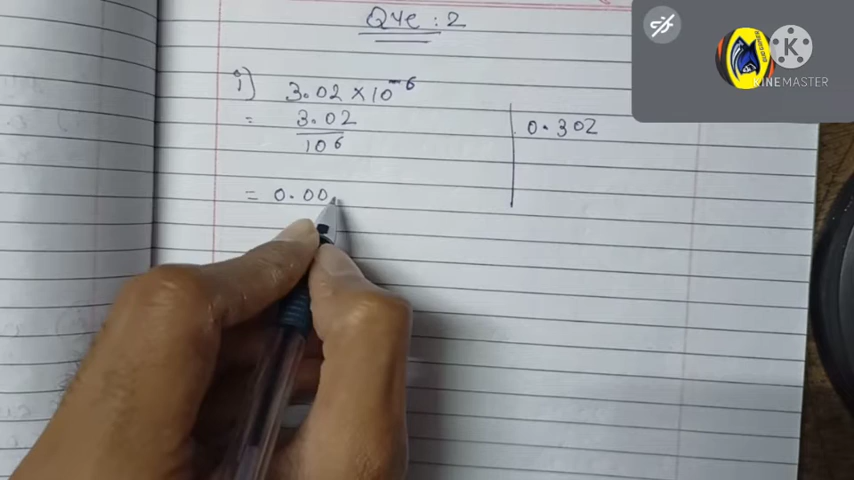 Que : 2
i) 3.02 × 10⁻⁶
= 3.02
10⁶
0.302
= 0.00
KINEMASTER